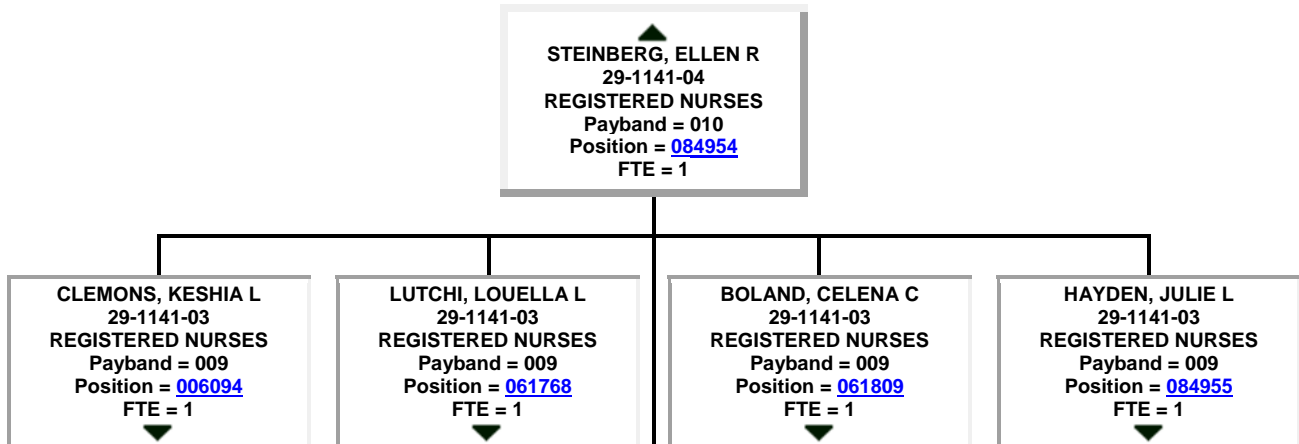 STEINBERG, ELLEN R
29-1141-04
REGISTERED NURSES
Payband = 010
Position = 084954
FTE = 1
CLEMONS, KESHIA L
29-1141-03
REGISTERED NURSES
Payband = 009
Position = 006094
FTE = 1
LUTCHI, LOUELLA L
29-1141-03
REGISTERED NURSES
Payband = 009
Position = 061768
FTE = 1
BOLAND, CELENA C
29-1141-03
REGISTERED NURSES
Payband = 009
Position = 061809
FTE = 1
HAYDEN, JULIE L
29-1141-03
REGISTERED NURSES
Payband = 009
Position = 084955
FTE = 1